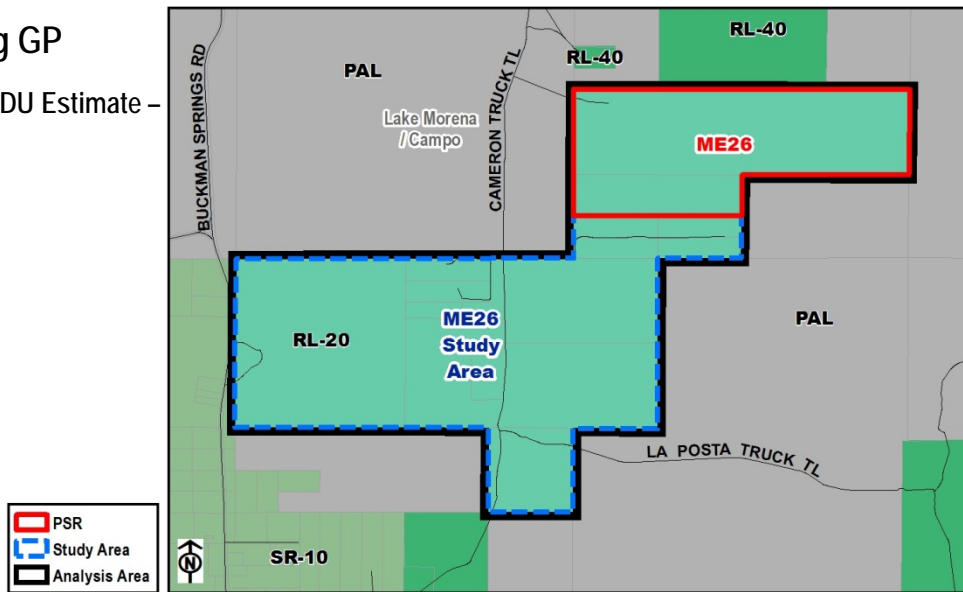 g GP
DU Estimate –
RL-40
RL-40
PAL
BUCKMAN SPRINGS RD
CAMERON TRUCK TL
Lake Morena
/ Campo
ME26
PAL
RL-20
ME26
Study
Area
LA POSTA TRUCK TL
PSR
Study Area
Analysis Area
N
SR-10